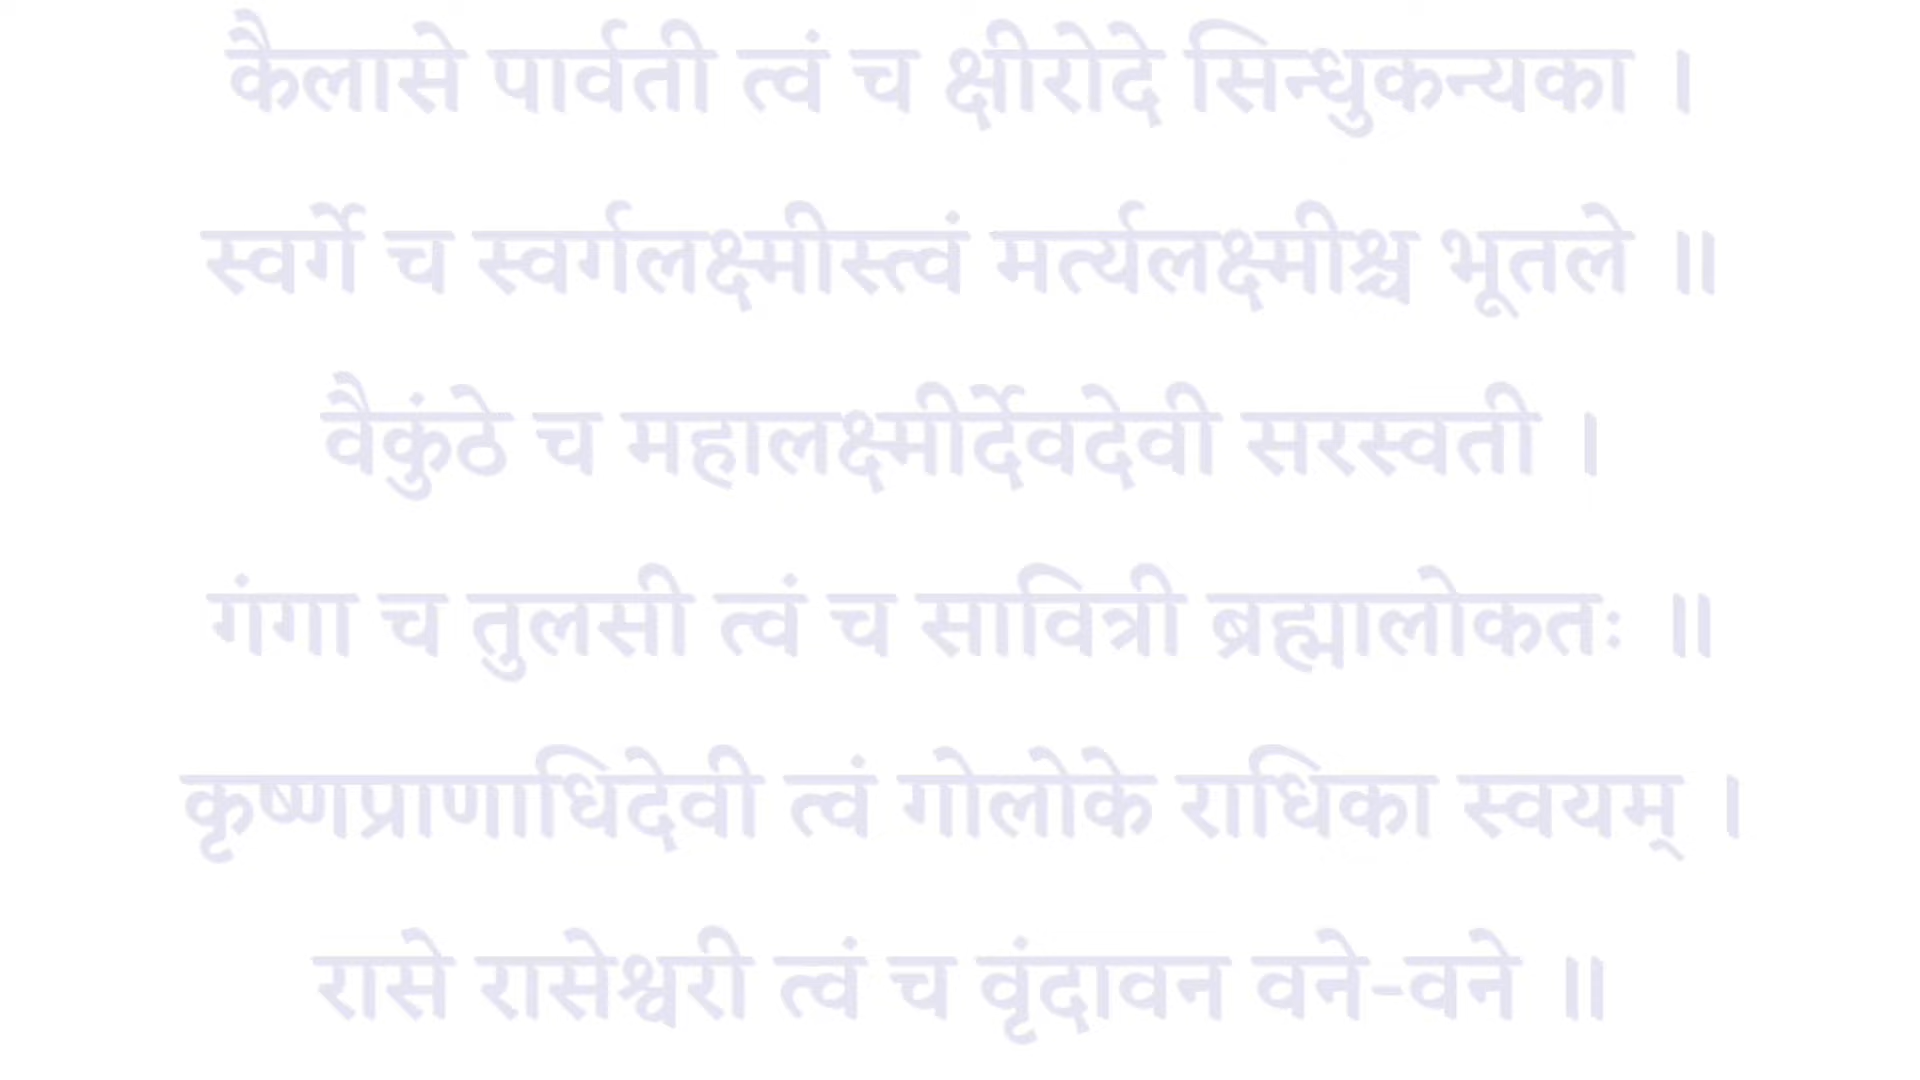 कैलासे पार्वती त्वं च क्षीरोदे सिन्धुकन्यका ।
स्वर्गे च स्वर्गलक्ष्मीस्त्वं मर्त्यलक्ष्मीश्च भूतले ॥
वैकुंठे च महालक्ष्मीर्देवदेवी सरस्वती ।
गंगा च तुलसी त्वं च सावित्री ब्रह्मालोकतः ॥
कृष्णप्राणाधिदेवी त्वं गोलोके राधिका स्वयम् ।
रासे रासेश्वरी त्वं च वृंदावन वने-वने ॥